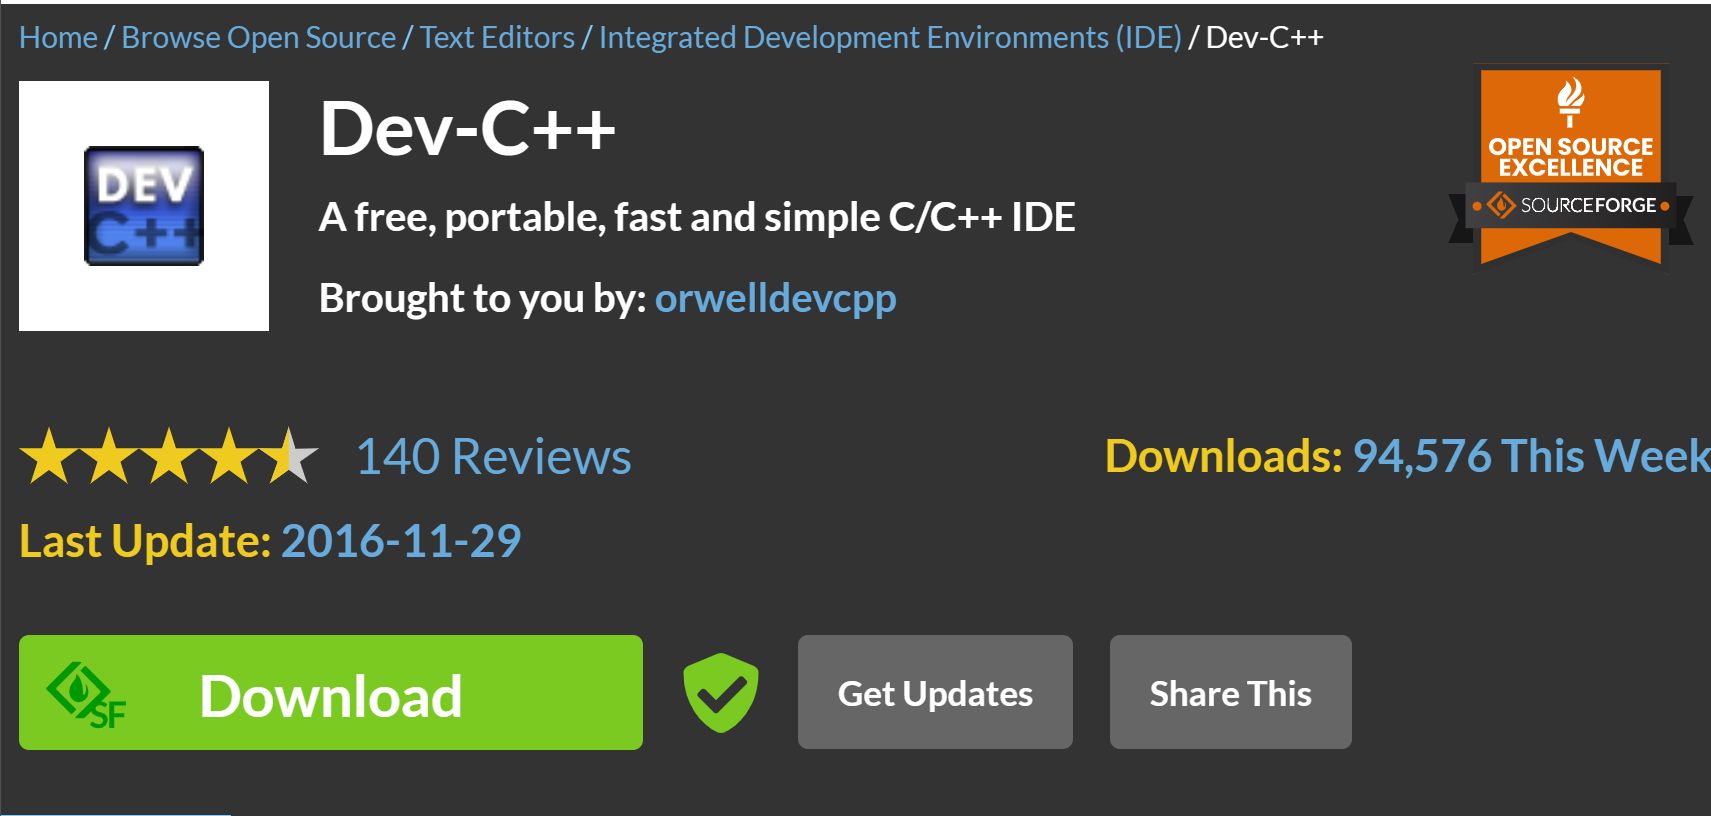 Home / Browse Open Source / Text Editors / Integrated Development Environments (IDE) / Dev-C++
DEV
C++
Dev-C++
A free, portable, fast and simple C/C++ IDE
Brought to you by: orwelldevcpp
OPEN SOURCE
EXCELLENCE
SOURCEFORGE
140 Reviews
Downloads: 94,576 This Week
Last Update: 2016-11-29
SF
Download
Get Updates
Share This